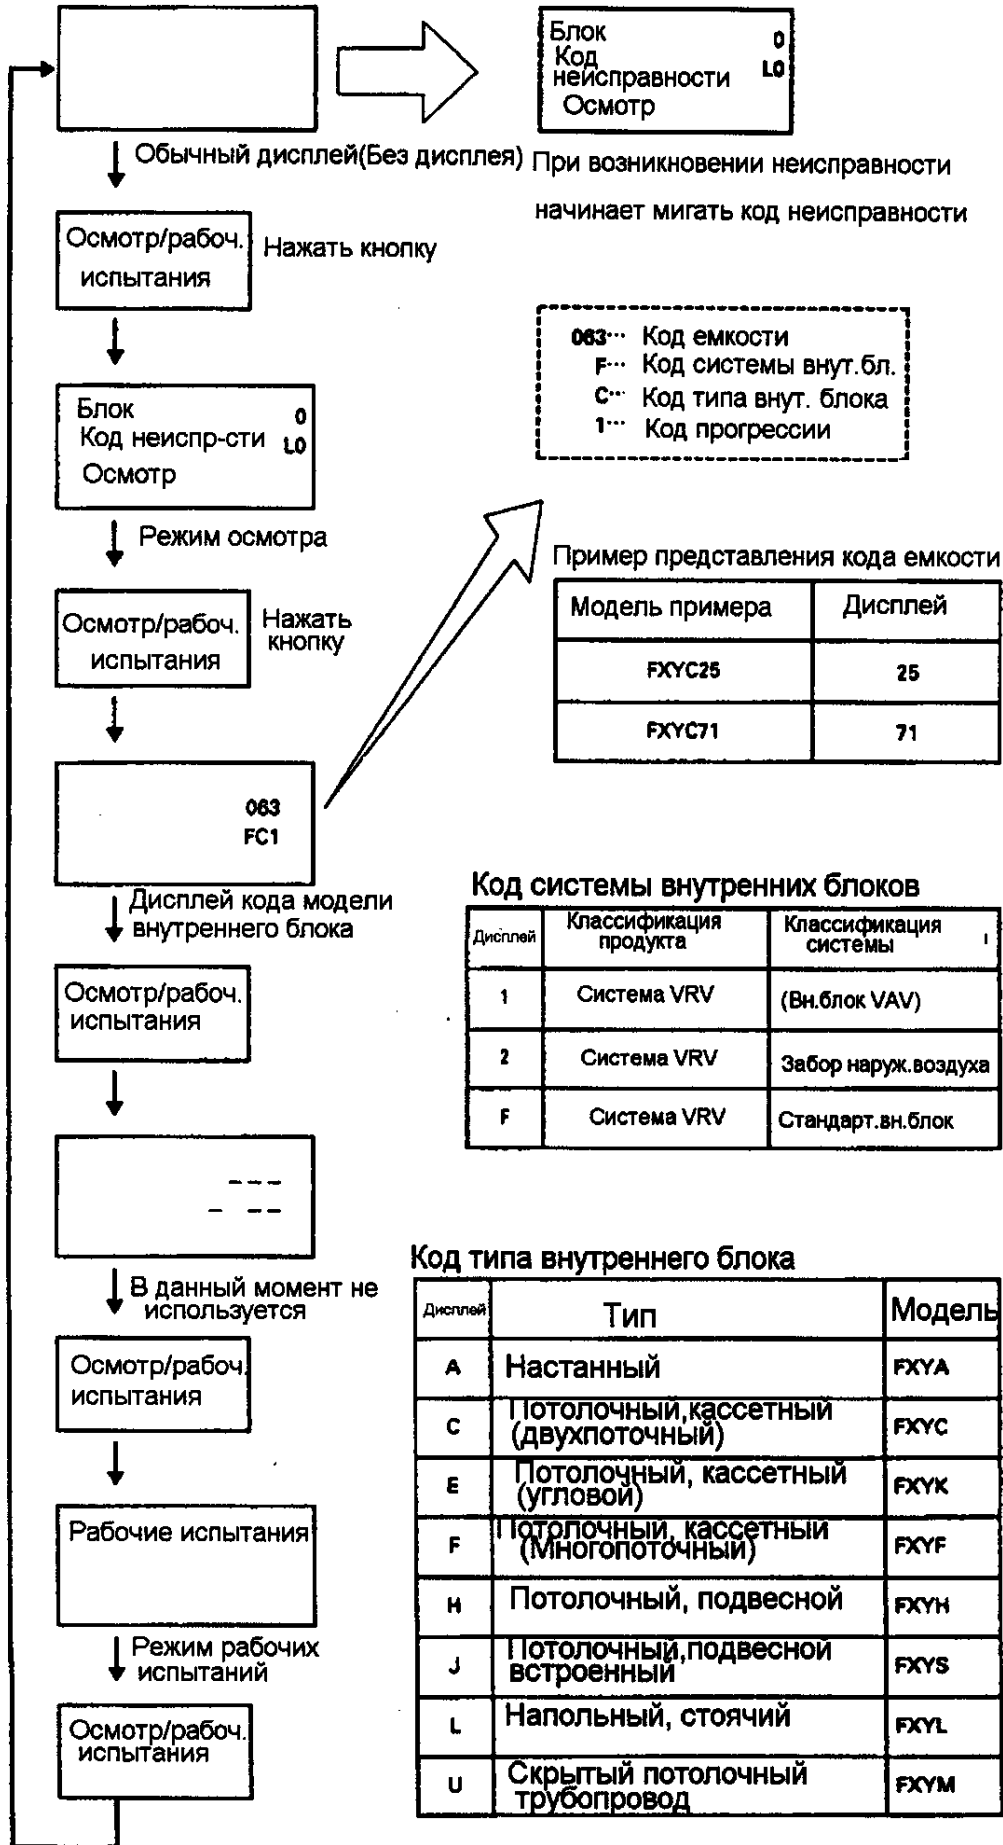 Блок 0
Код
неисправности L0
Осмотр
Обычный дисплей(Без дисплея)
При возникновении неисправности
начинает мигать код неисправности
Осмотр/рабоч.
испытания
Нажать кнопку
063··· Код емкости
F··· Код системы внут.бл.
C··· Код типа внут. блока
1··· Код прогрессии
Блок 0
Код неиспр-сти L0
Осмотр
Режим осмотра
Осмотр/рабоч.
испытания
Нажать
кнопку
Пример представления кода емкости
Модель примера Дисплей
FXYC25 25
FXYC71 71
063
FC1
Дисплей кода модели
внутреннего блока
Код системы внутренних блоков
Дисплей Классификация продукта Классификация системы
1 Система VRV (Вн.блок VAV)
2 Система VRV Забор наруж.воздуха
F Система VRV Стандарт.вн.блок
Осмотр/рабоч.
испытания
– – –
– – –
В данный момент не
используется
Осмотр/рабоч.
испытания
Рабочие испытания
Режим рабочих
испытаний
Осмотр/рабоч.
испытания
Код типа внутреннего блока
Дисплей Тип Модель
A Настанный FXYA
C Потолочный,кассетный
(двухпоточный) FXYC
E Потолочный, кассетный
(угловой) FXYK
F Потолочный, кассетный
(Многопоточный) FXYF
H Потолочный, подвесной FXYH
J Потолочный,подвесной
встроенный FXYS
L Напольный, стоячий FXYL
U Скрытый потолочный
трубопровод FXYM